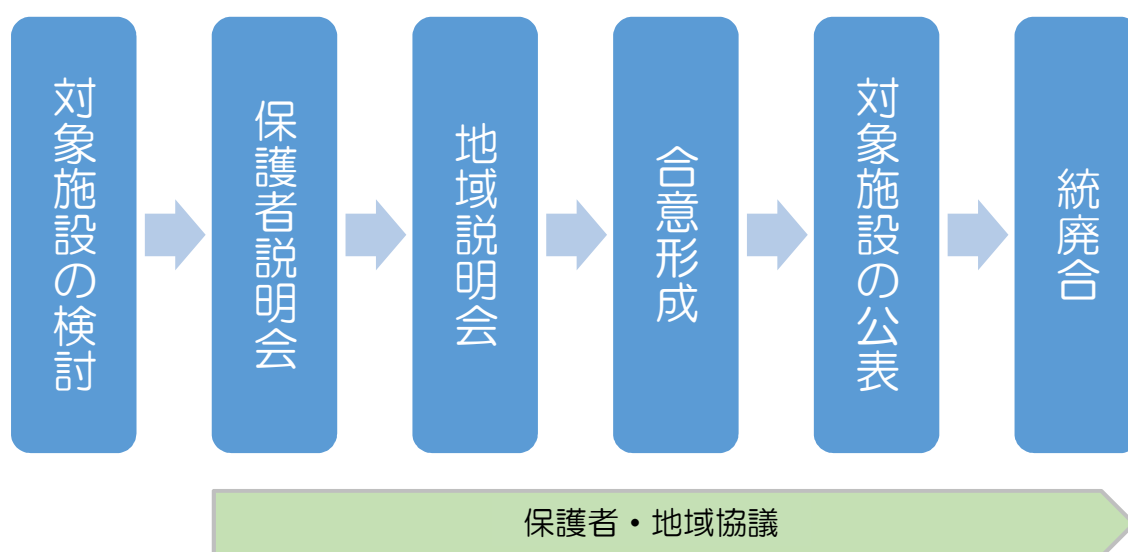 対象施設の検討
保護者説明会
地域説明会
合意形成
対象施設の公表
統廃合
保護者・地域協議